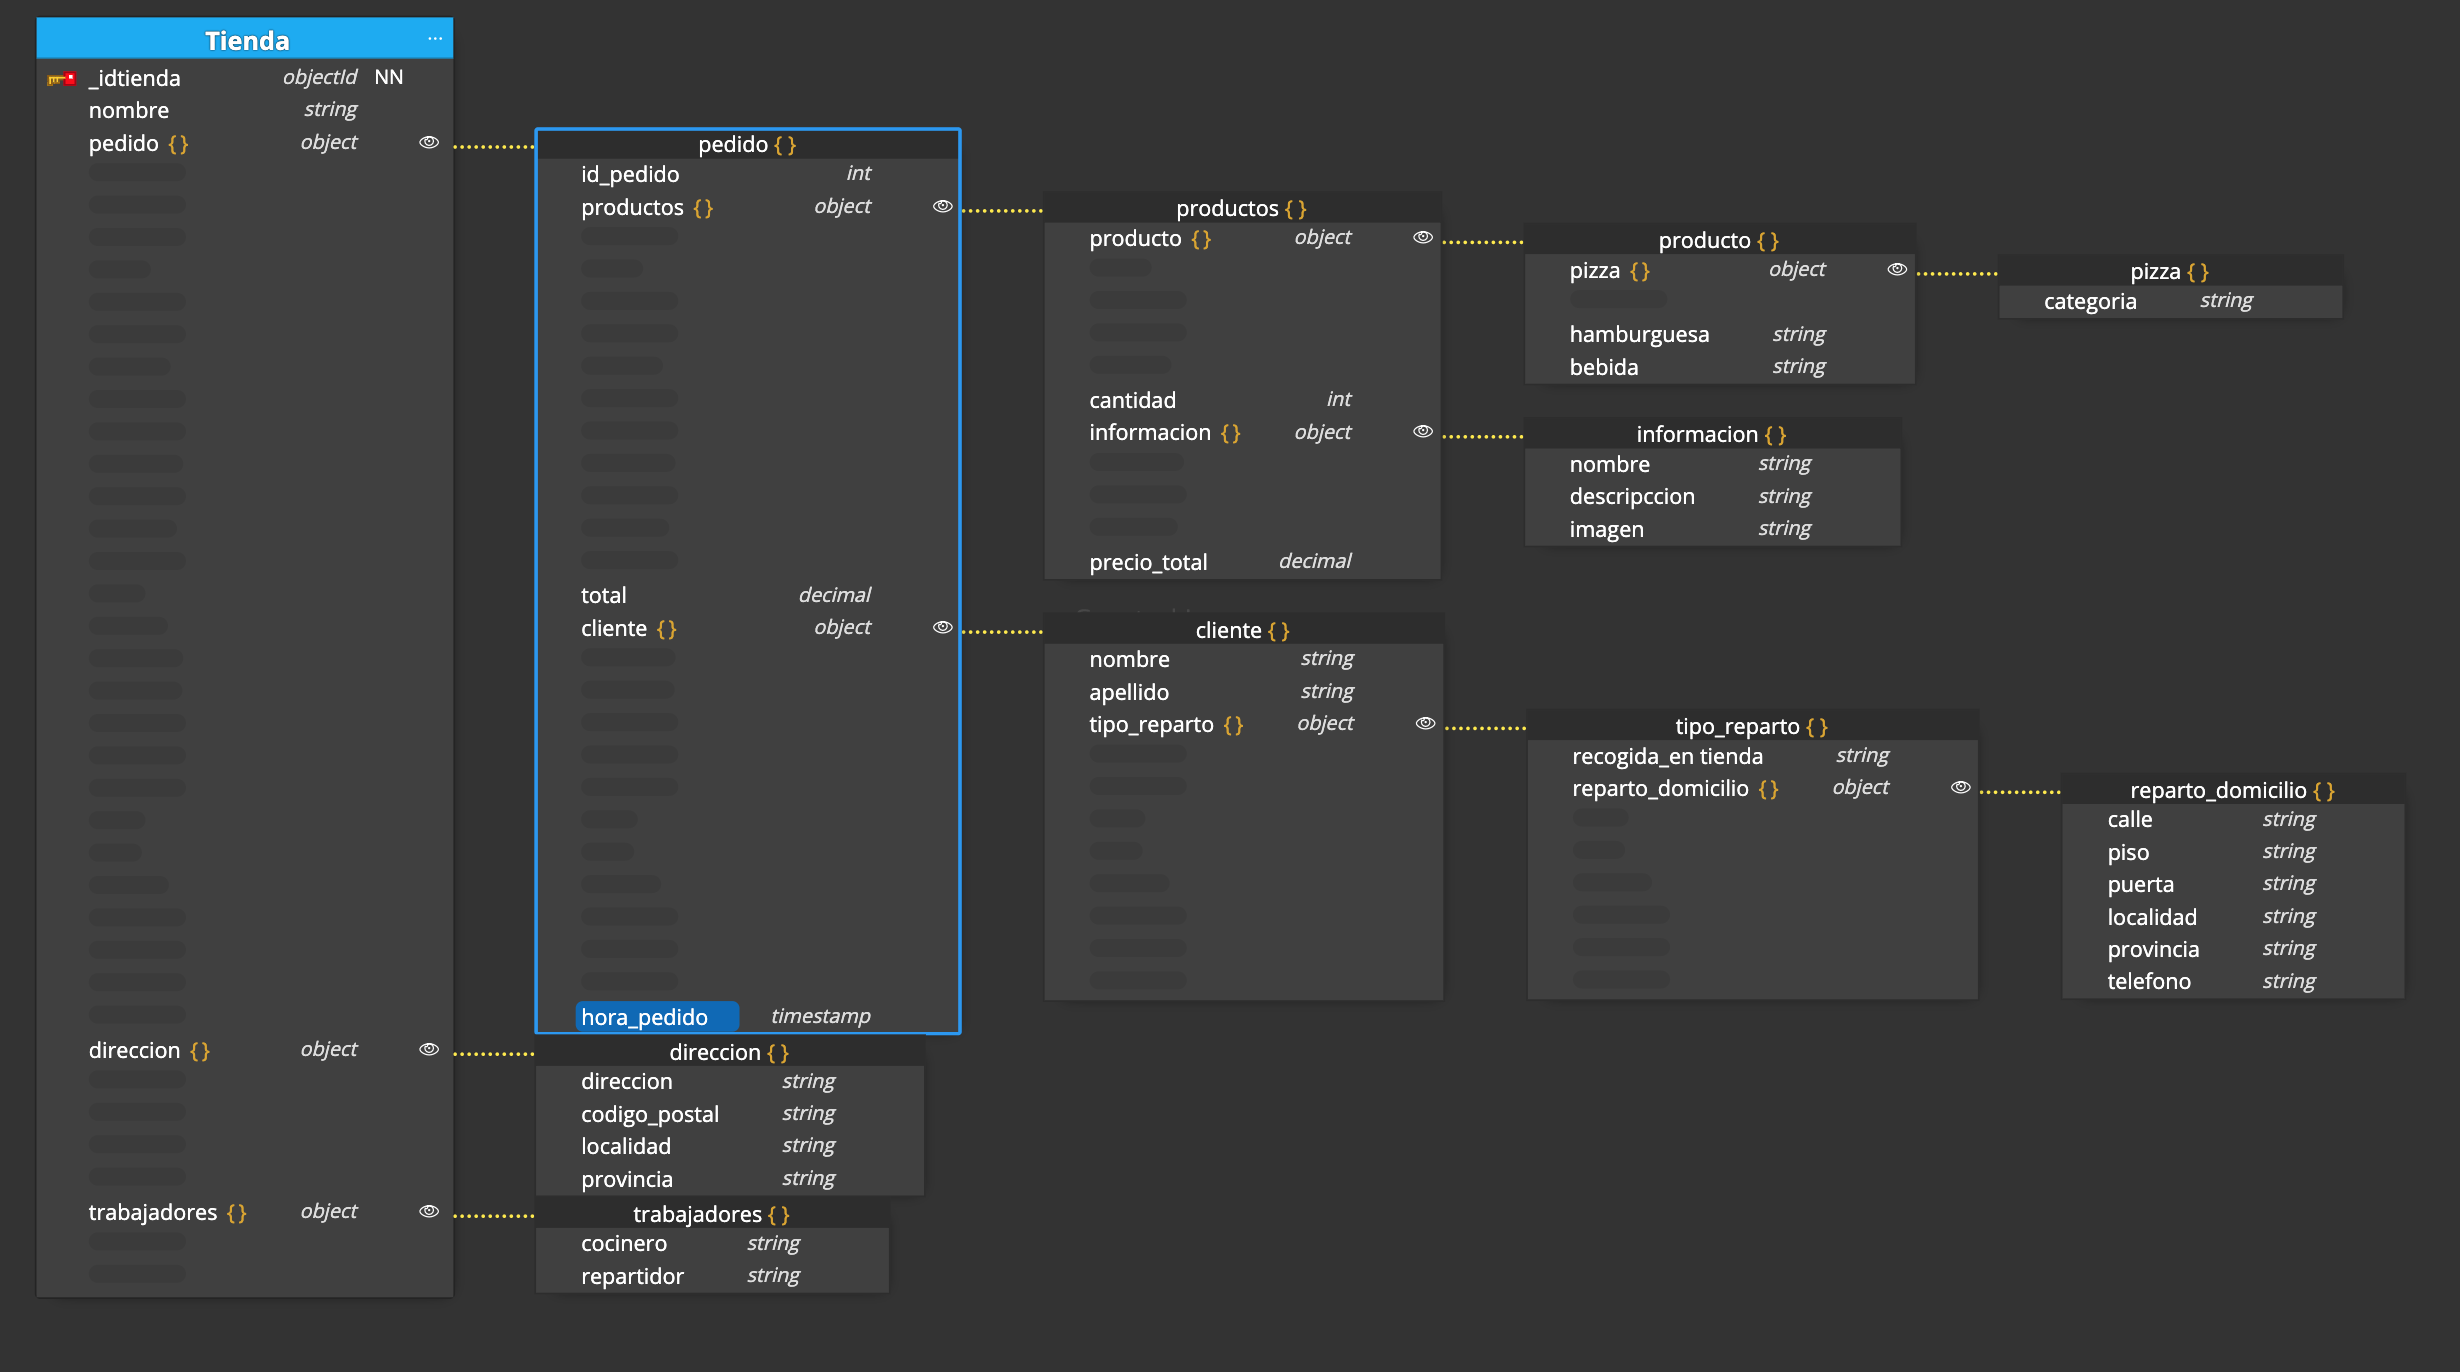 Tienda ...
_idtienda objectId NN
nombre string
pedido {} object
direccion {} object
trabajadores {} object
pedido {}
id_pedido int
productos {} object
total decimal
cliente {} object
hora_pedido timestamp
productos {}
producto {} object
cantidad int
informacion {} object
precio_total decimal
producto {}
pizza {} object
hamburguesa string
bebida string
pizza {}
categoria string
informacion {}
nombre string
descripccion string
imagen string
cliente {}
nombre string
apellido string
tipo_reparto {} object
tipo_reparto {}
recogida_en tienda string
reparto_domicilio {} object
reparto_domicilio {}
calle string
piso string
puerta string
localidad string
provincia string
telefono string
direccion {}
direccion string
codigo_postal string
localidad string
provincia string
trabajadores {}
cocinero string
repartidor string